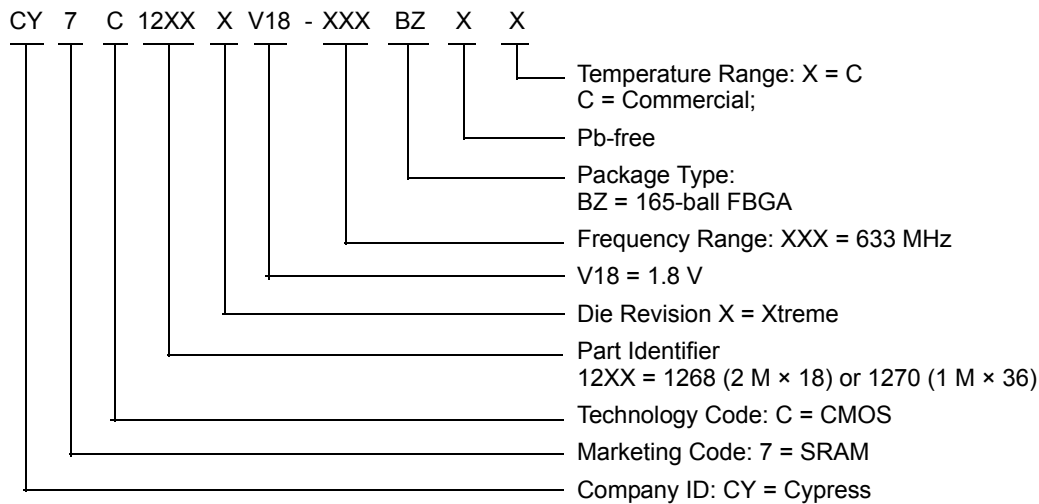 CY 7 C 12XX X V18 - XXX BZ X X
Temperature Range: X = C
C = Commercial;
Pb-free
Package Type:
BZ = 165-ball FBGA
Frequency Range: XXX = 633 MHz
V18 = 1.8 V
Die Revision X = Xtreme
Part Identifier
12XX = 1268 (2 M × 18) or 1270 (1 M × 36)
Technology Code: C = CMOS
Marketing Code: 7 = SRAM
Company ID: CY = Cypress